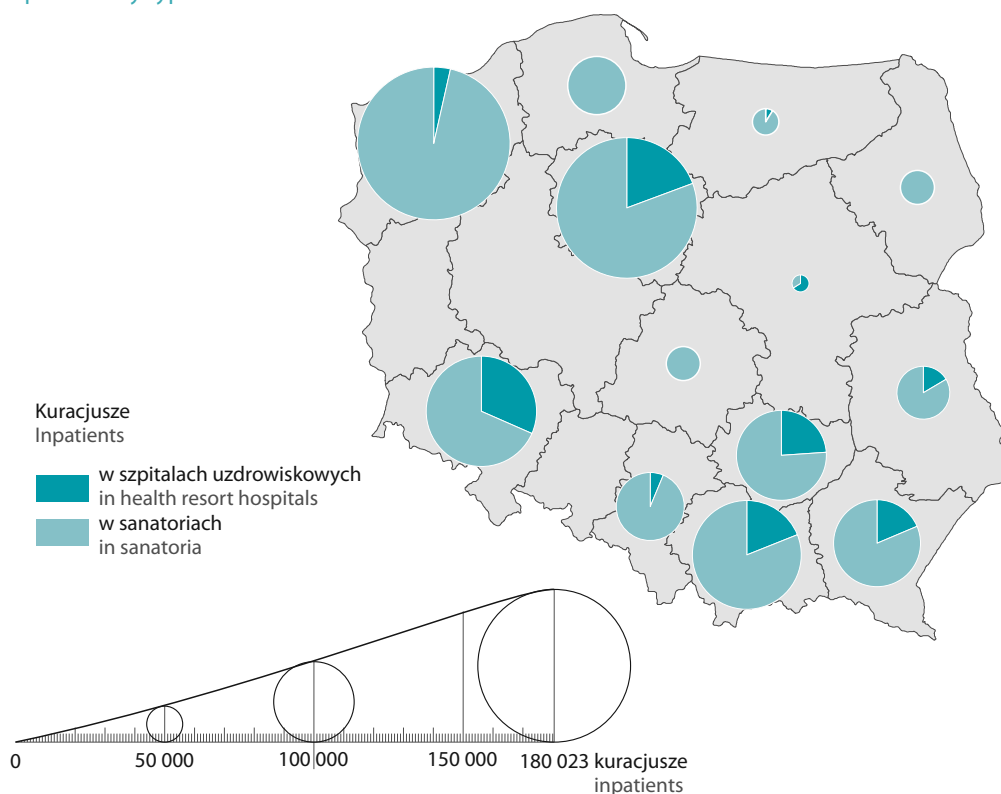 Kuracjusze
Inpatients
w szpitalach uzdrowiskowych
in health resort hospitals
w sanatoriach
in sanatoria
0 50 000 100 000 150 000 180 023 kuracjusze
inpatients